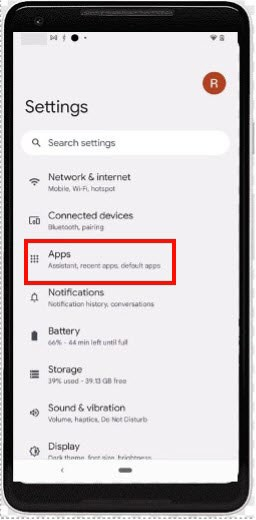 R
Settings
Search settings
Network & internet
Mobile, Wi-Fi, hotspot
Connected devices
Bluetooth, pairing
Apps
Assistant, recent apps, default apps
Notifications
Notification history, conversations
Battery
66% - 44 min left until full
Storage
39% used - 39.13 GB free
Sound & vibration
Volume, haptics, Do Not Disturb
Display
Dark theme, font size, brightness